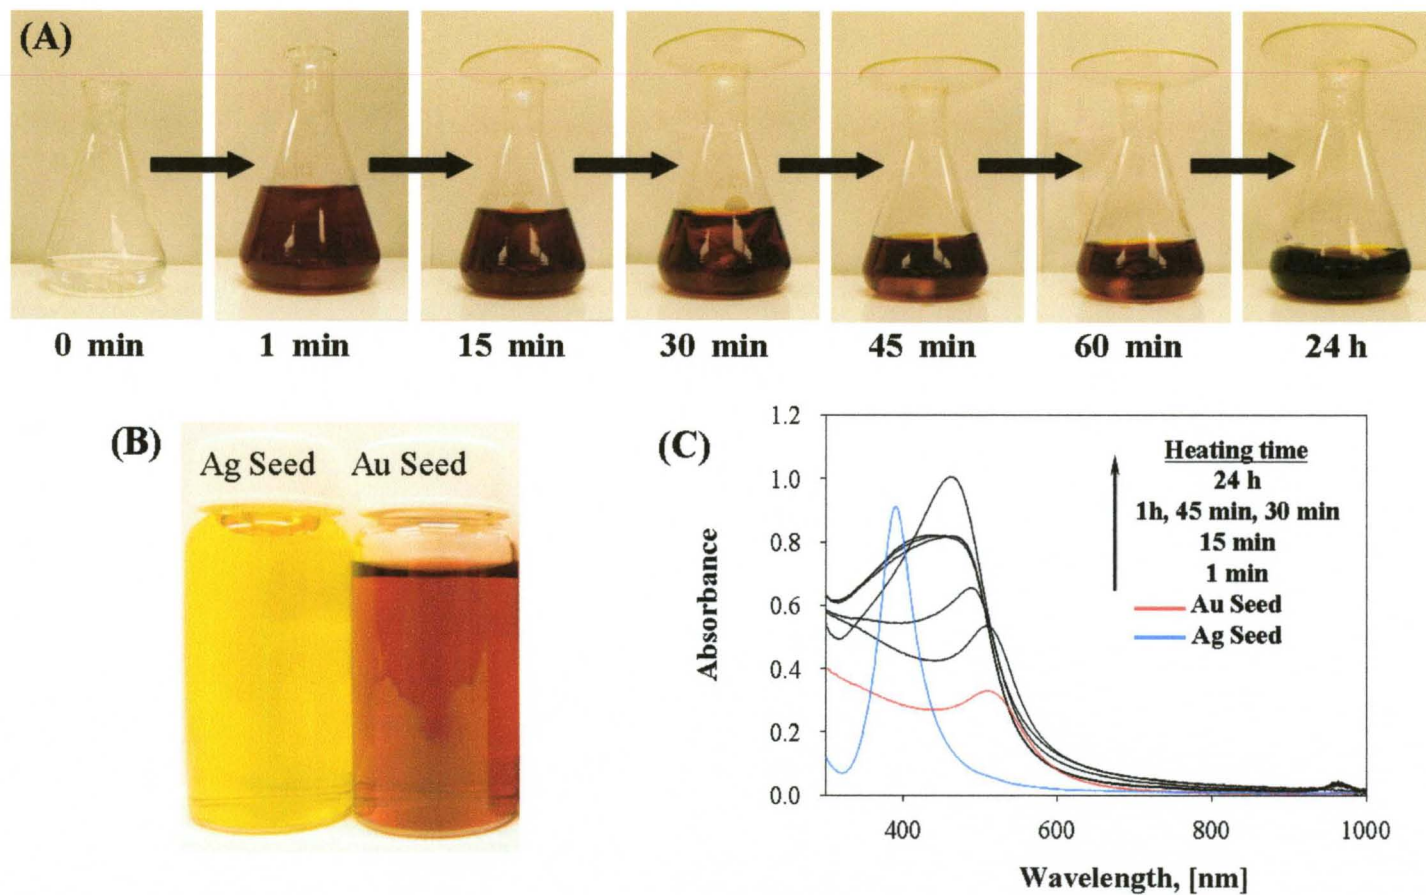 (A)
0 min
1 min
15 min
30 min
45 min
60 min
24 h
(B)
Ag Seed
Au Seed
(C)
1.2
1.0
0.8
0.6
0.4
0.2
0.0
Absorbance
Heating time
24 h
1h, 45 min, 30 min
15 min
1 min
Au Seed
Ag Seed
400
600
800
1000
Wavelength, [nm]